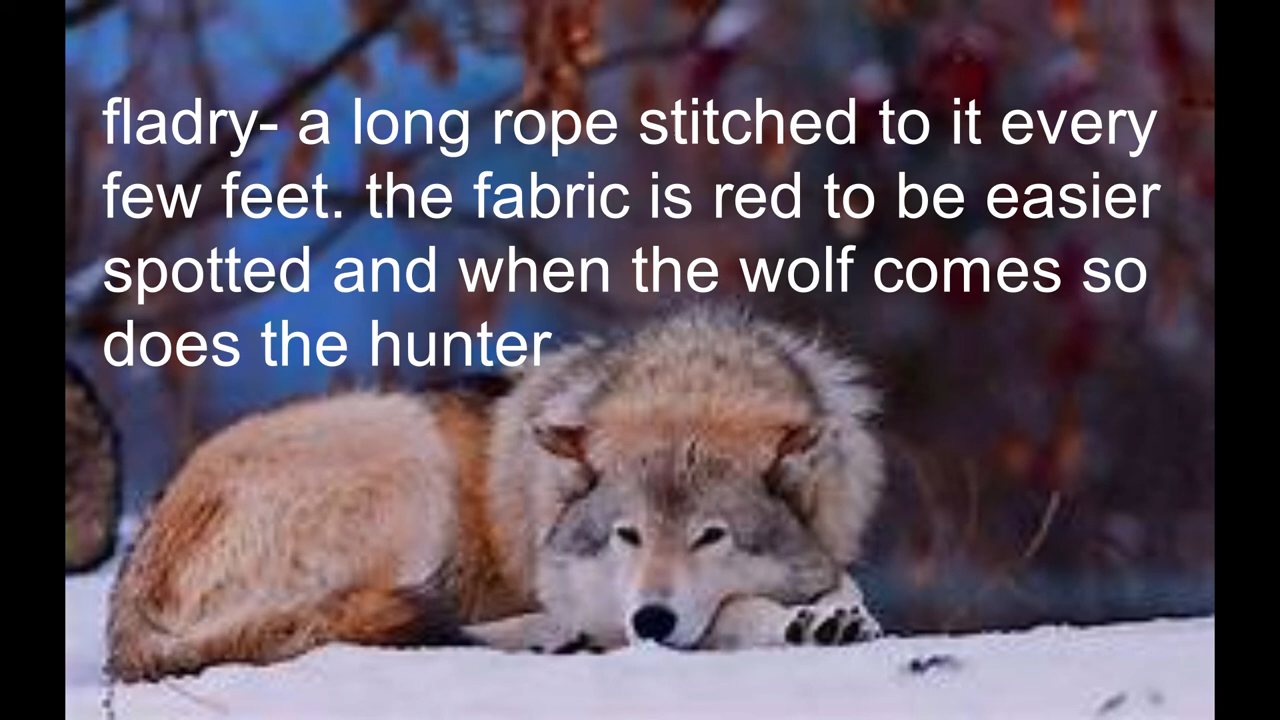 fladry- a long rope stitched to it every
few feet. the fabric is red to be easier
spotted and when the wolf comes so
does the hunter